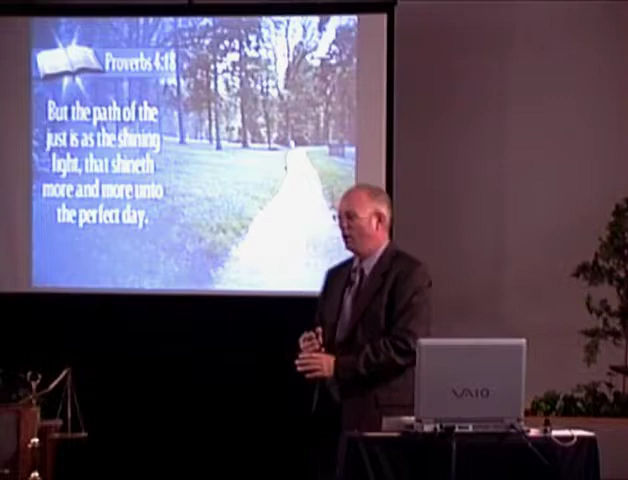 Proverbs 4:18
But the path of the
just is as the shining
light, that shineth
more and more unto
the perfect day.
VAIO